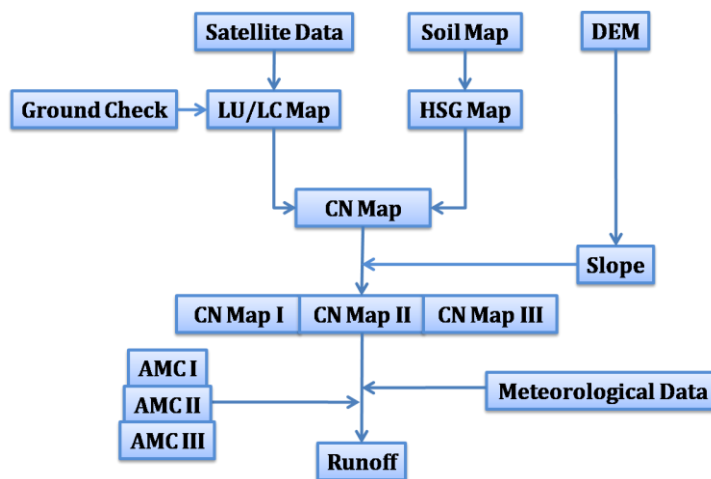 Satellite Data
Soil Map
DEM
Ground Check
LU/LC Map
HSG Map
CN Map
Slope
CN Map I
CN Map II
CN Map III
AMC I
AMC II
AMC III
Meteorological Data
Runoff